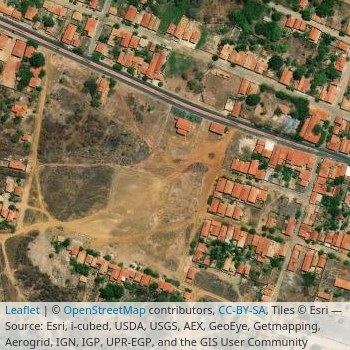 Leaflet | © OpenStreetMap contributors, CC-BY-SA, Tiles © Esri —
Source: Esri, i-cubed, USDA, USGS, AEX, GeoEye, Getmapping,
Aerogrid, IGN, IGP, UPR-EGP, and the GIS User Community